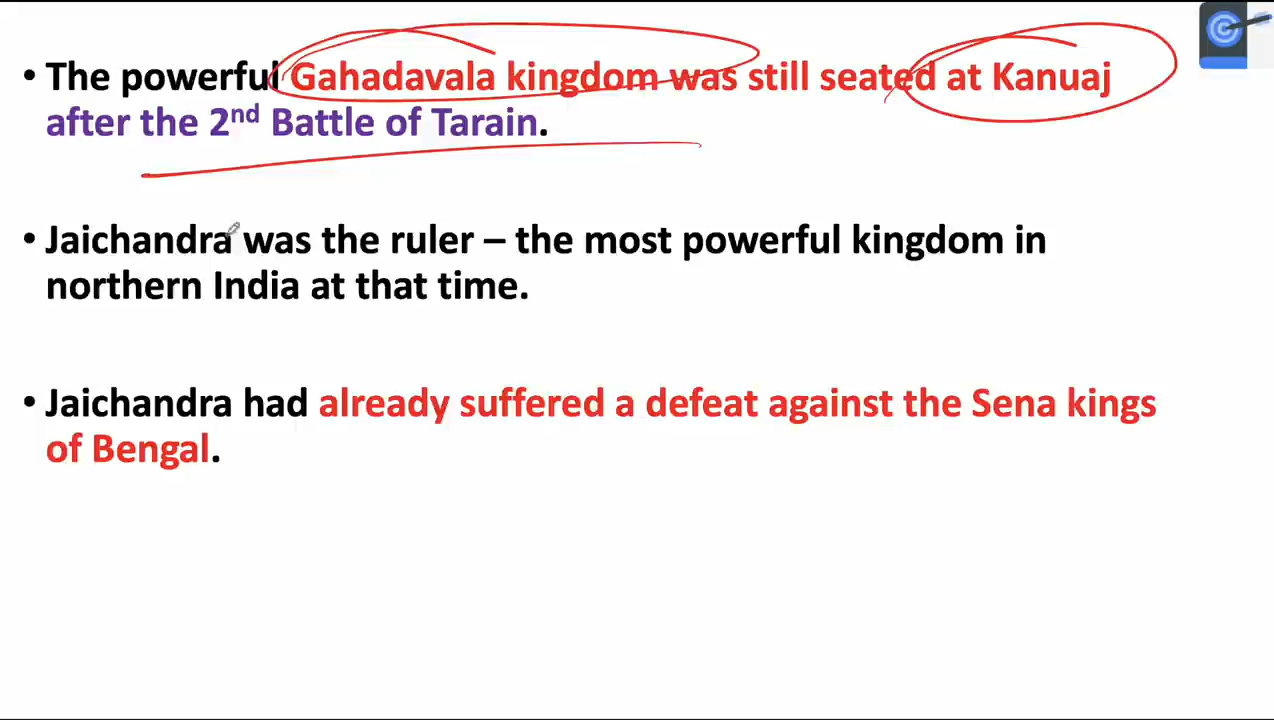 • The powerful Gahadavala kingdom was still seated at Kanuaj
after the 2nd Battle of Tarain.
• Jaichandra was the ruler – the most powerful kingdom in
northern India at that time.
• Jaichandra had already suffered a defeat against the Sena kings
of Bengal.